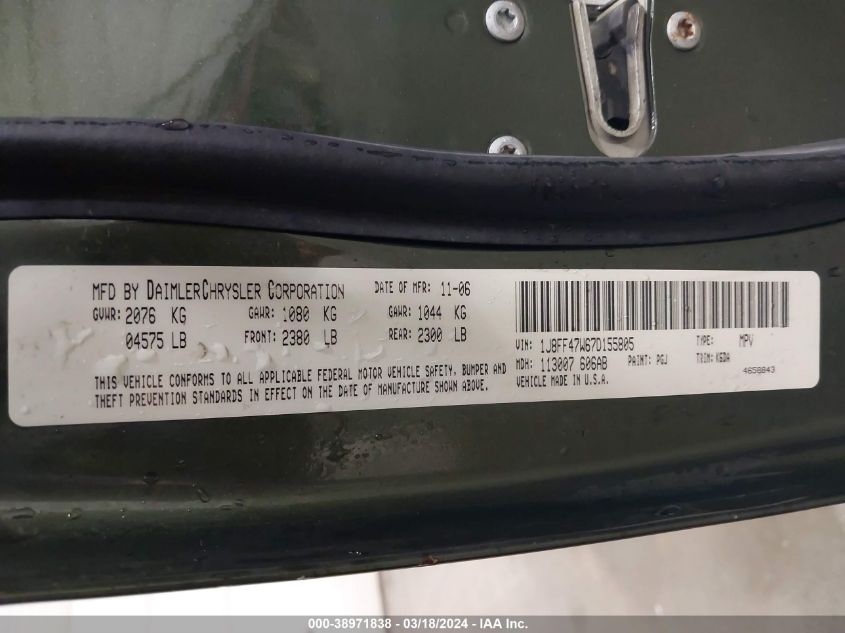 MFD BY DAIMLERCHRYSLER CORPORATION DATE OF MFR: 11-06
GVWR: 2076 KG GAWR: 1080 KG GAWR: 1044 KG
04575 LB FRONT: 2380 LB REAR: 2300 LB
THIS VEHICLE CONFORMS TO ALL APPLICABLE FEDERAL MOTOR VEHICLE SAFETY, BUMPER AND
THEFT PREVENTION STANDARDS IN EFFECT ON THE DATE OF MANUFACTURE SHOWN ABOVE.
VIN: 1J8FF47W67D155805 TYPE: MPV
MDH: 113007 606AB PAINT: PGJ TRIM: K6DA
VEHICLE MADE IN U.S.A. 4658843
000-38971838 - 03/18/2024 - IAA Inc.